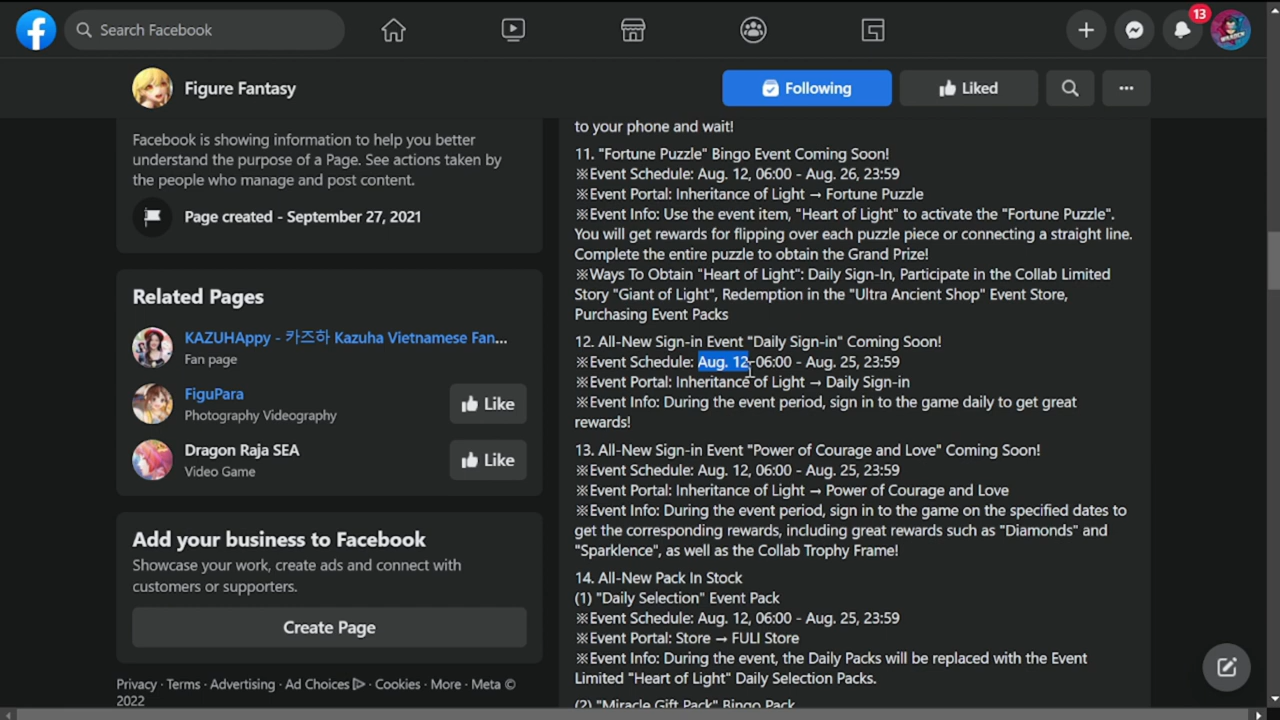 Search Facebook
13
Figure Fantasy
Following
Liked
Facebook is showing information to help you better
understand the purpose of a Page. See actions taken by
the people who manage and post content.
Page created - September 27, 2021
Related Pages
KAZUHAppy - 카즈하 Kazuha Vietnamese Fan...
Fan page
FiguPara
Photography Videography
Like
Dragon Raja SEA
Video Game
Like
Add your business to Facebook
Showcase your work, create ads and connect with
customers or supporters.
Create Page
Privacy · Terms · Advertising · Ad Choices · Cookies · More · Meta ©
2022
to your phone and wait!
11. "Fortune Puzzle" Bingo Event Coming Soon!
※Event Schedule: Aug. 12, 06:00 - Aug. 26, 23:59
※Event Portal: Inheritance of Light → Fortune Puzzle
※Event Info: Use the event item, "Heart of Light" to activate the "Fortune Puzzle".
You will get rewards for flipping over each puzzle piece or connecting a straight line.
Complete the entire puzzle to obtain the Grand Prize!
※Ways To Obtain "Heart of Light": Daily Sign-In, Participate in the Collab Limited
Story "Giant of Light", Redemption in the "Ultra Ancient Shop" Event Store,
Purchasing Event Packs
12. All-New Sign-in Event "Daily Sign-in" Coming Soon!
※Event Schedule: Aug. 12, 06:00 - Aug. 25, 23:59
※Event Portal: Inheritance of Light → Daily Sign-in
※Event Info: During the event period, sign in to the game daily to get great
rewards!
13. All-New Sign-in Event "Power of Courage and Love" Coming Soon!
※Event Schedule: Aug. 12, 06:00 - Aug. 25, 23:59
※Event Portal: Inheritance of Light → Power of Courage and Love
※Event Info: During the event period, sign in to the game on the specified dates to
get the corresponding rewards, including great rewards such as "Diamonds" and
"Sparklence", as well as the Collab Trophy Frame!
14. All-New Pack In Stock
(1) "Daily Selection" Event Pack
※Event Schedule: Aug. 12, 06:00 - Aug. 25, 23:59
※Event Portal: Store → FULI Store
※Event Info: During the event, the Daily Packs will be replaced with the Event
Limited "Heart of Light" Daily Selection Packs.
(2) "Miracle Gift Pack" Bingo Pack